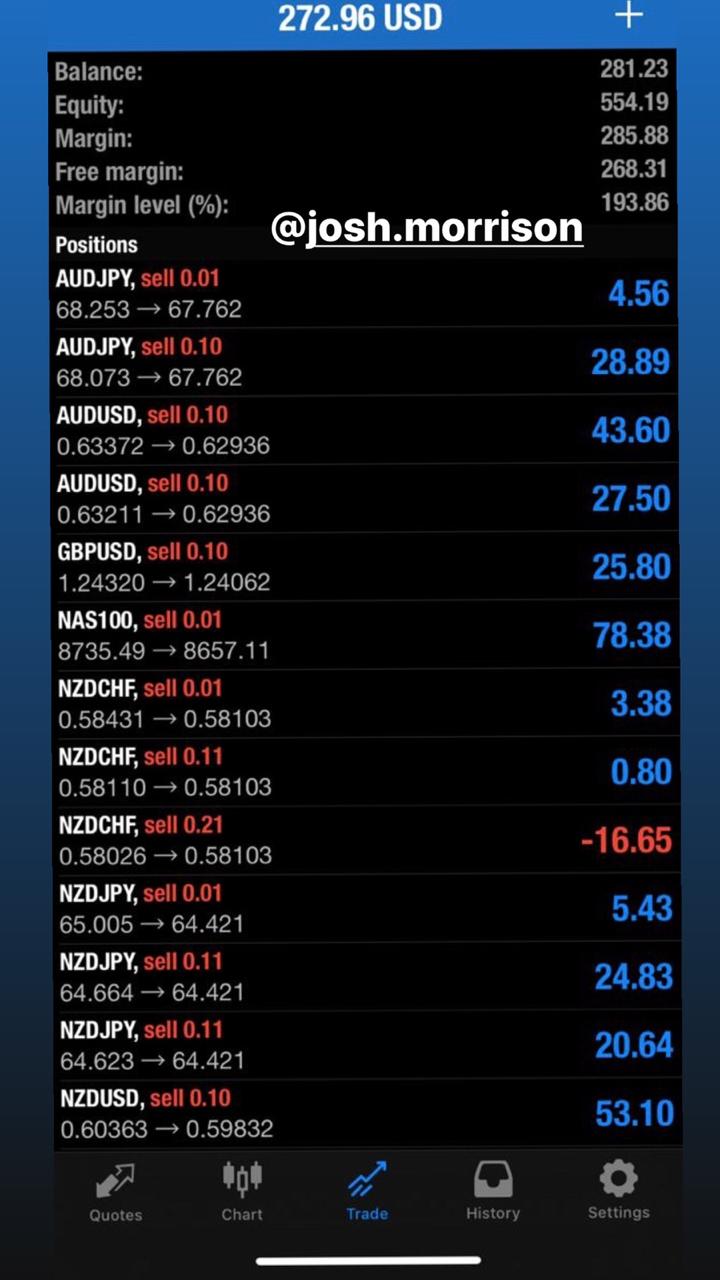 272.96 USD +
Balance: 281.23
Equity: 554.19
Margin: 285.88
Free margin: 268.31
Margin level (%): 193.86
@josh.morrison
Positions
AUDJPY, sell 0.01
68.253 → 67.762 4.56
AUDJPY, sell 0.10
68.073 → 67.762 28.89
AUDUSD, sell 0.10
0.63372 → 0.62936 43.60
AUDUSD, sell 0.10
0.63211 → 0.62936 27.50
GBPUSD, sell 0.10
1.24320 → 1.24062 25.80
NAS100, sell 0.01
8735.49 → 8657.11 78.38
NZDCHF, sell 0.01
0.58431 → 0.58103 3.38
NZDCHF, sell 0.11
0.58110 → 0.58103 0.80
NZDCHF, sell 0.21
0.58026 → 0.58103 -16.65
NZDJPY, sell 0.01
65.005 → 64.421 5.43
NZDJPY, sell 0.11
64.664 → 64.421 24.83
NZDJPY, sell 0.11
64.623 → 64.421 20.64
NZDUSD, sell 0.10
0.60363 → 0.59832 53.10
Quotes Chart Trade History Settings